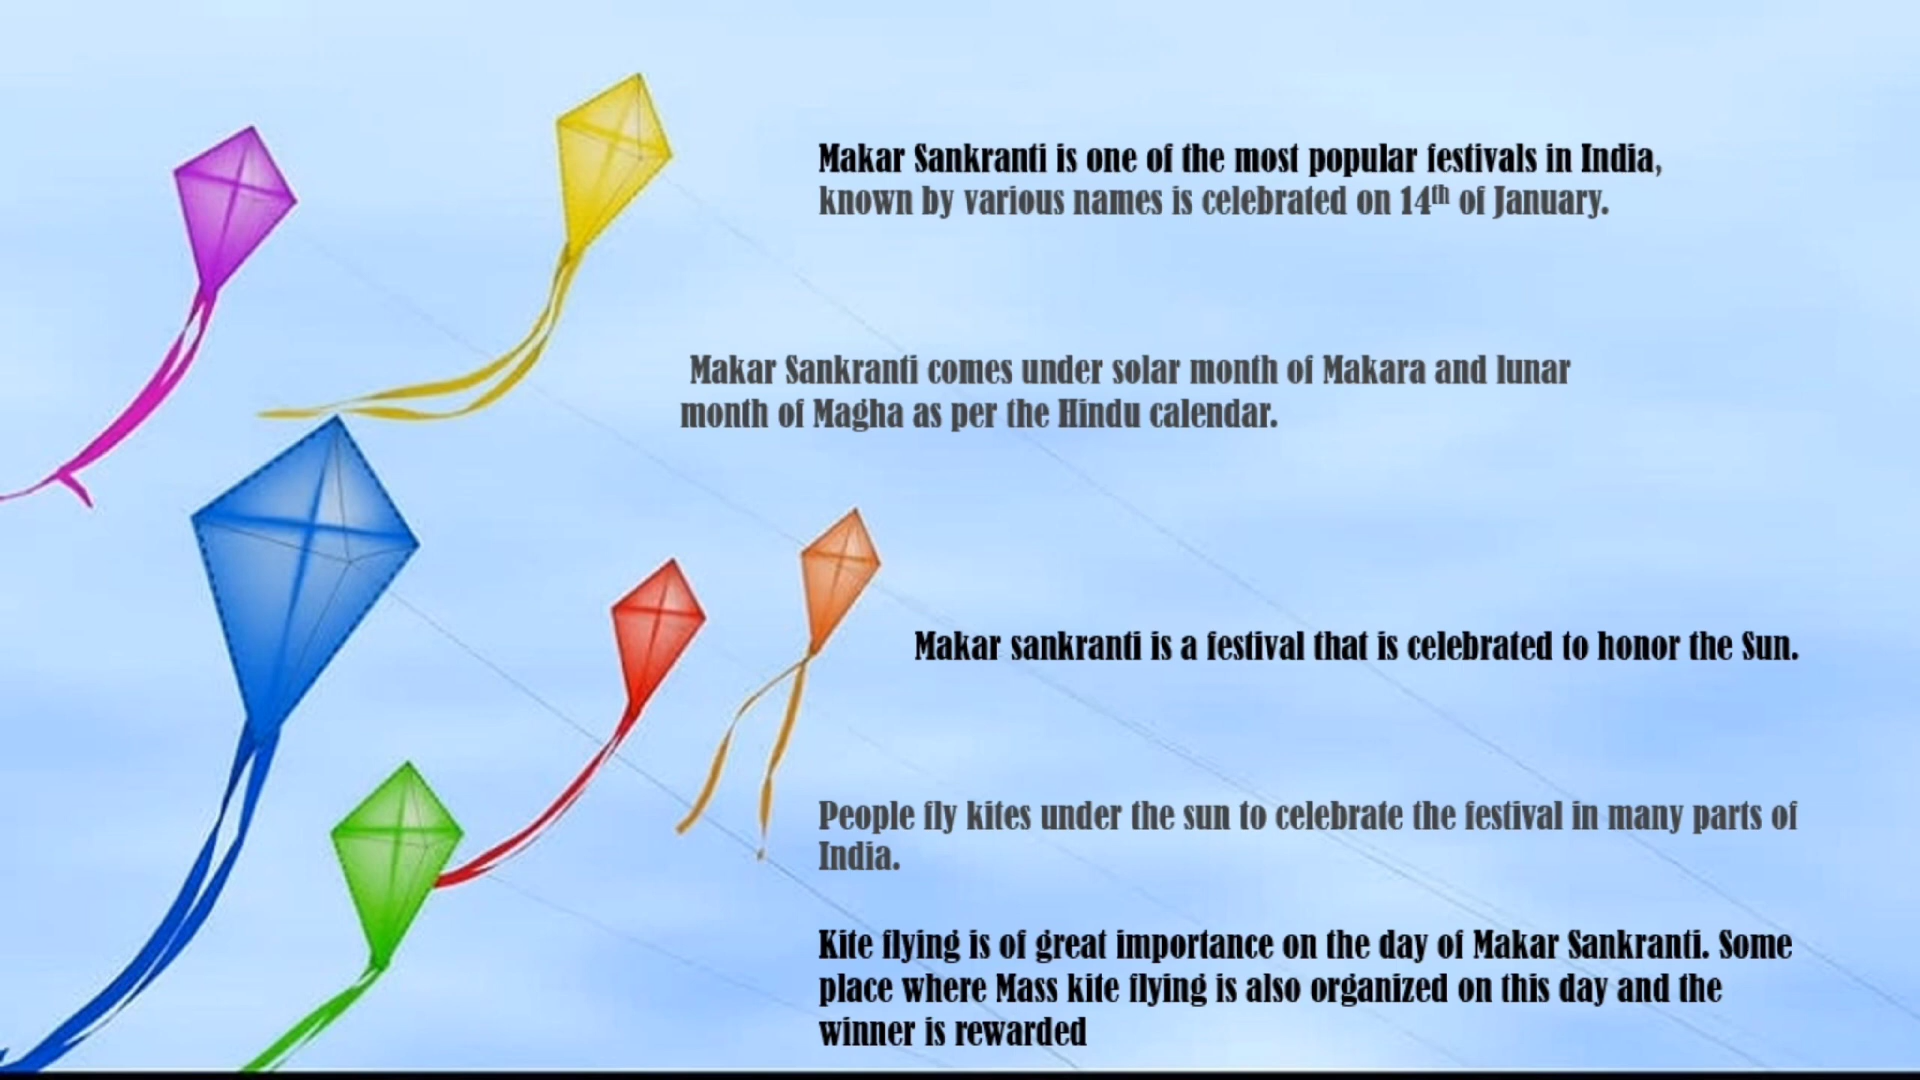 Makar Sankranti is one of the most popular festivals in India,
known by various names is celebrated on 14th of January.
Makar Sankranti comes under solar month of Makara and lunar
month of Magha as per the Hindu calendar.
Makar sankranti is a festival that is celebrated to honor the Sun.
People fly kites under the sun to celebrate the festival in many parts of
India.
Kite flying is of great importance on the day of Makar Sankranti. Some
place where Mass kite flying is also organized on this day and the
winner is rewarded